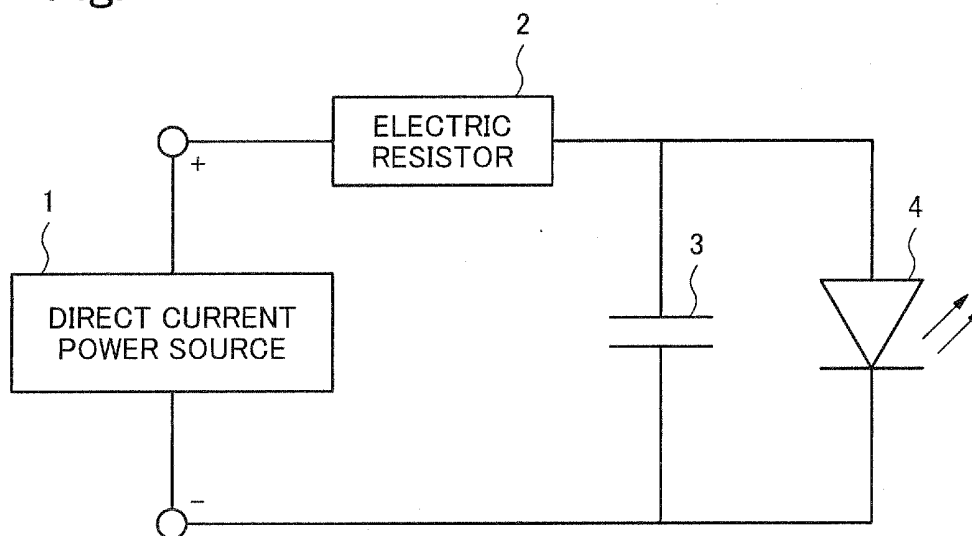 2
ELECTRIC
RESISTOR
+
1
3
4
DIRECT CURRENT
POWER SOURCE
-